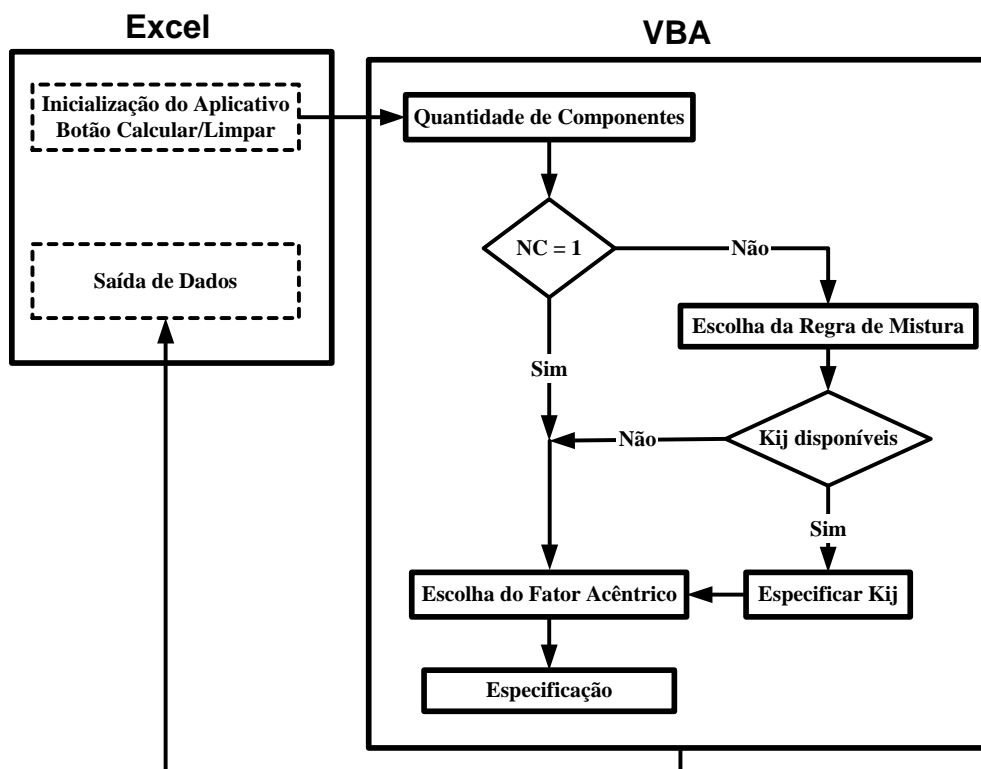 Excel
Inicialização do Aplicativo
Botão Calcular/Limpar
Saída de Dados
VBA
Quantidade de Componentes
NC = 1
Não
Escolha da Regra de Mistura
Sim
Kij disponíveis
Não
Sim
Especificar Kij
Escolha do Fator Acêntrico
Especificação